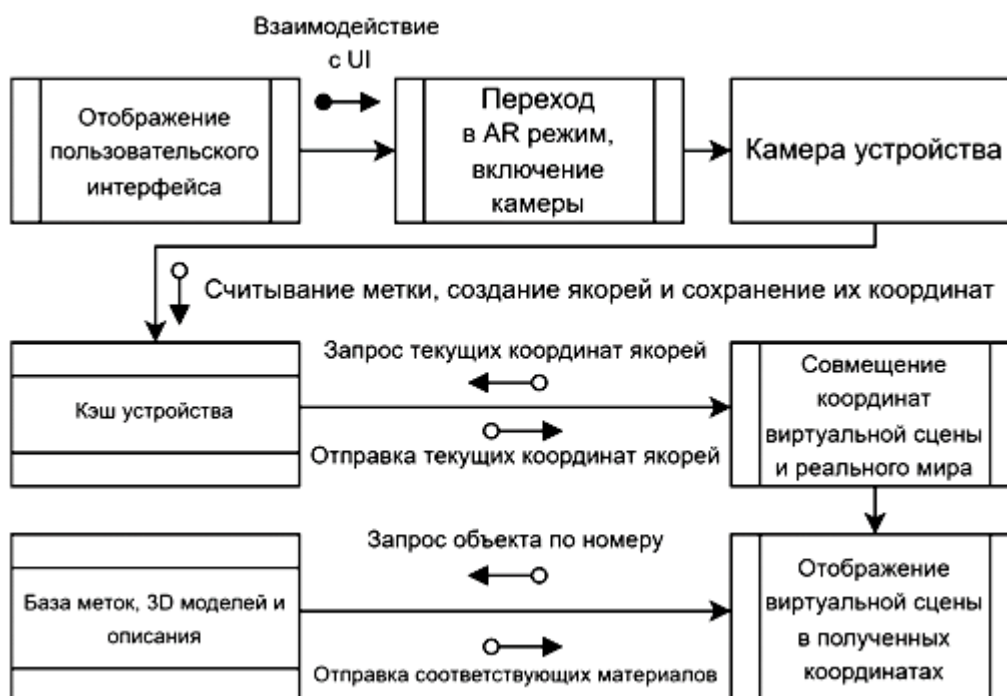 Взаимодействие
с UI
Отображение
пользовательского
интерфейса
Переход
в AR режим,
включение
камеры
Камера устройства
Считывание метки, создание якорей и сохранение их координат
Кэш устройства
Запрос текущих координат якорей
Отправка текущих координат якорей
Совмещение
координат
виртуальной сцены
и реального мира
База меток, 3D моделей и
описания
Запрос объекта по номеру
Отправка соответствующих материалов
Отображение
виртуальной сцены
в полученных
координатах